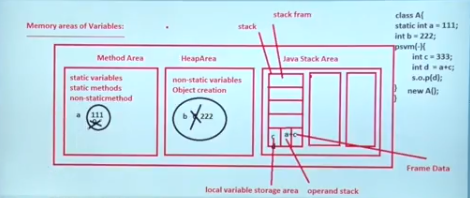 stack fram
Memory areas of Variables:
stack
Method Area
HeapArea
Java Stack Area
static variables
static methods
non-staticmethod
a 111
non-static variables
Object creation
b 222
c
a+c
Frame Data
local variable storage area
operand stack
class A{
static int a = 111;
int b = 222;
psvm(-){
int c = 333;
int d = a+c;
s.o.p(d);
}
new A();
}